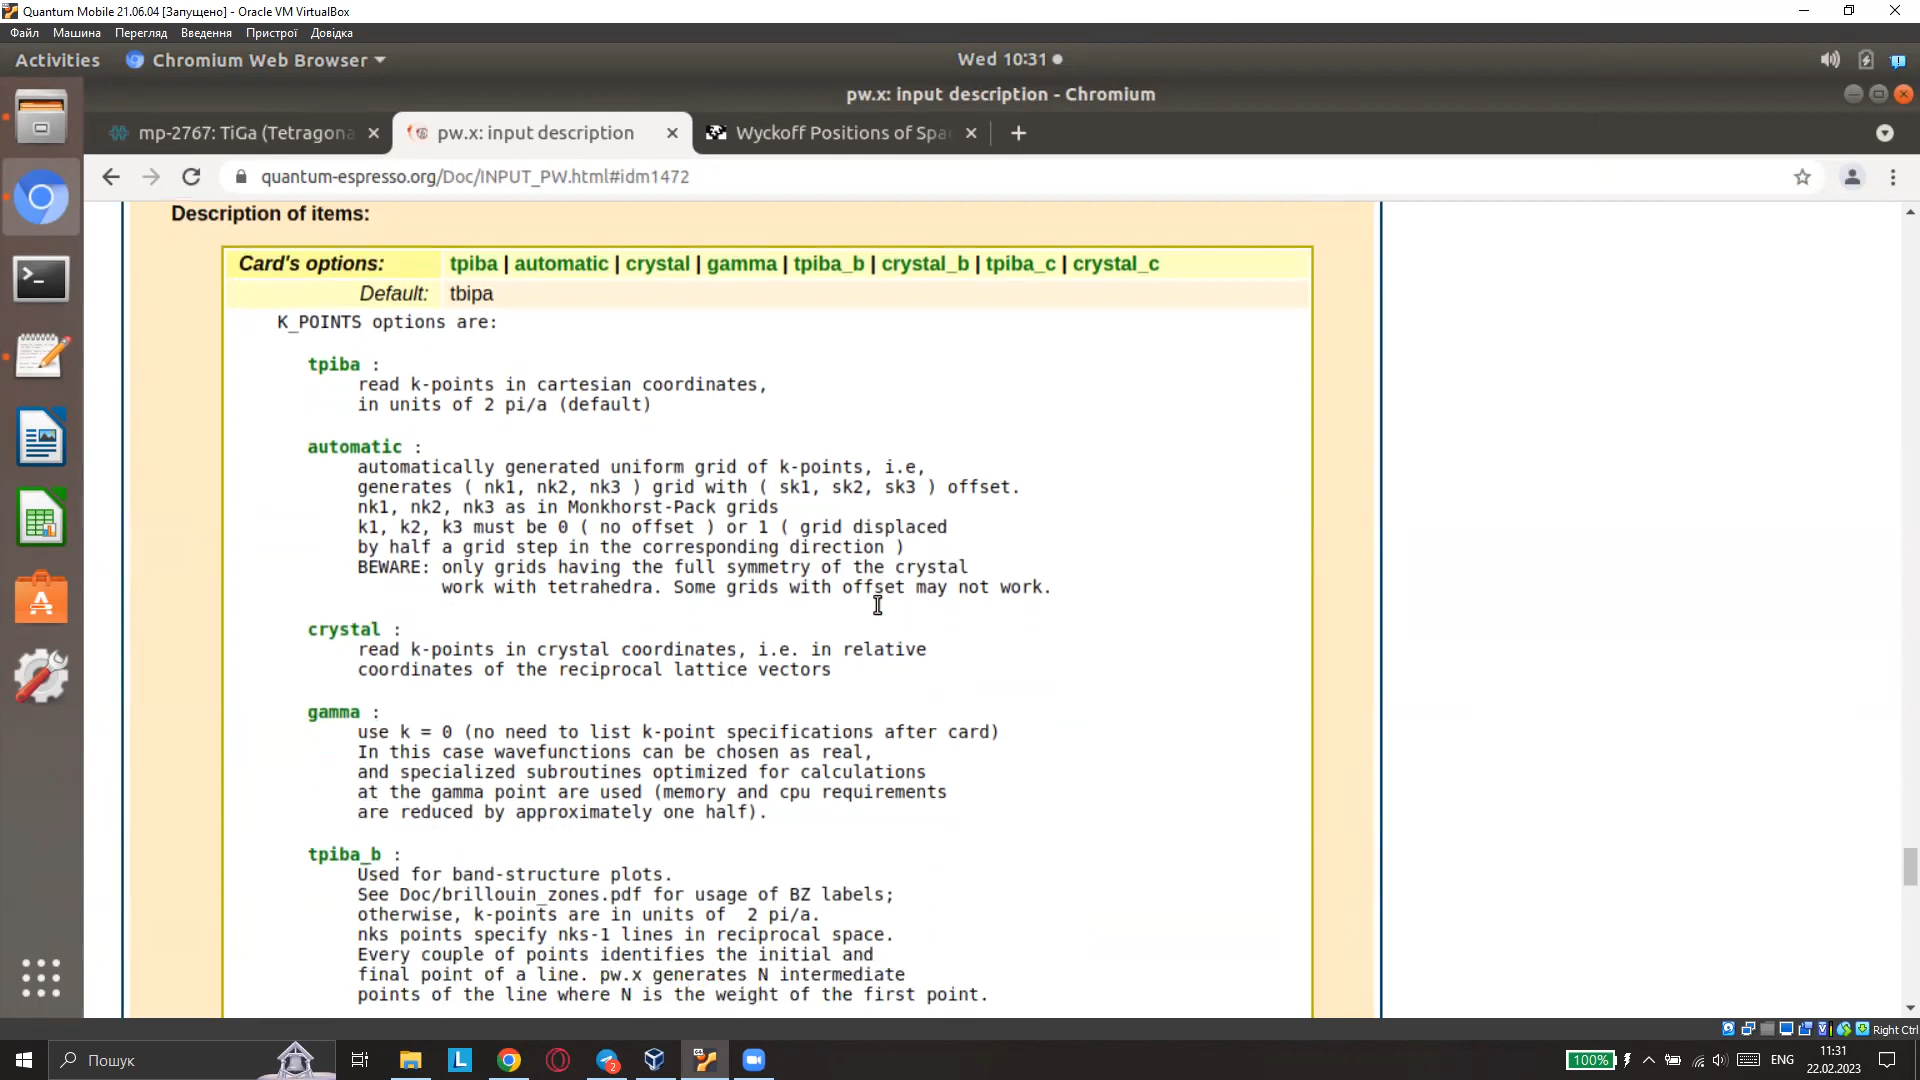 Quantum Mobile 21.06.04 [Запущено] - Oracle VM VirtualBox
Файл Машина Перегляд Введення Пристрої Довідка
Activities Chromium Web Browser Wed 10:31
pw.x: input description - Chromium
mp-2767: TiGa (Tetragona pw.x: input description Wyckoff Positions of Spa
quantum-espresso.org/Doc/INPUT_PW.html#idm1472
Description of items:
Card's options: tpiba | automatic | crystal | gamma | tpiba_b | crystal_b | tpiba_c | crystal_c
Default: tbipa
K_POINTS options are:
tpiba :
read k-points in cartesian coordinates,
in units of 2 pi/a (default)
automatic :
automatically generated uniform grid of k-points, i.e,
generates ( nk1, nk2, nk3 ) grid with ( sk1, sk2, sk3 ) offset.
nk1, nk2, nk3 as in Monkhorst-Pack grids
k1, k2, k3 must be 0 ( no offset ) or 1 ( grid displaced
by half a grid step in the corresponding direction )
BEWARE: only grids having the full symmetry of the crystal
work with tetrahedra. Some grids with offset may not work.
crystal :
read k-points in crystal coordinates, i.e. in relative
coordinates of the reciprocal lattice vectors
gamma :
use k = 0 (no need to list k-point specifications after card)
In this case wavefunctions can be chosen as real,
and specialized subroutines optimized for calculations
at the gamma point are used (memory and cpu requirements
are reduced by approximately one half).
tpiba_b :
Used for band-structure plots.
See Doc/brillouin_zones.pdf for usage of BZ labels;
otherwise, k-points are in units of 2 pi/a.
nks points specify nks-1 lines in reciprocal space.
Every couple of points identifies the initial and
final point of a line. pw.x generates N intermediate
points of the line where N is the weight of the first point.
Right Ctrl
Пошук
L
2
100%
ENG
11:31
22.02.2023